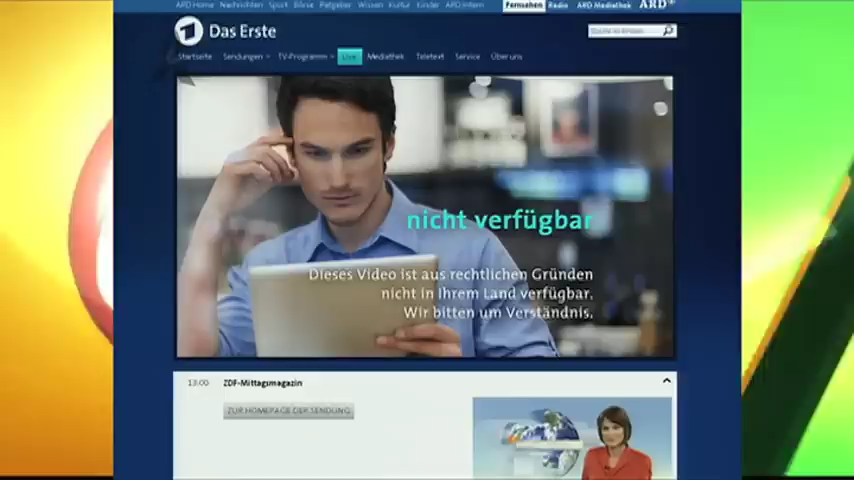 ARD Home Nachrichten Sport Börse Ratgeber Wissen Kultur Kinder ARD Intern Fernsehen Radio ARD Mediathek ARD
Das Erste
Startseite Sendungen TV-Programm Live Mediathek Teletext Service Über uns
nicht verfügbar
Dieses Video ist aus rechtlichen Gründen
nicht in Ihrem Land verfügbar.
Wir bitten um Verständnis.
13:00 ZDF-Mittagsmagazin
ZUR HOMEPAGE DER SENDUNG